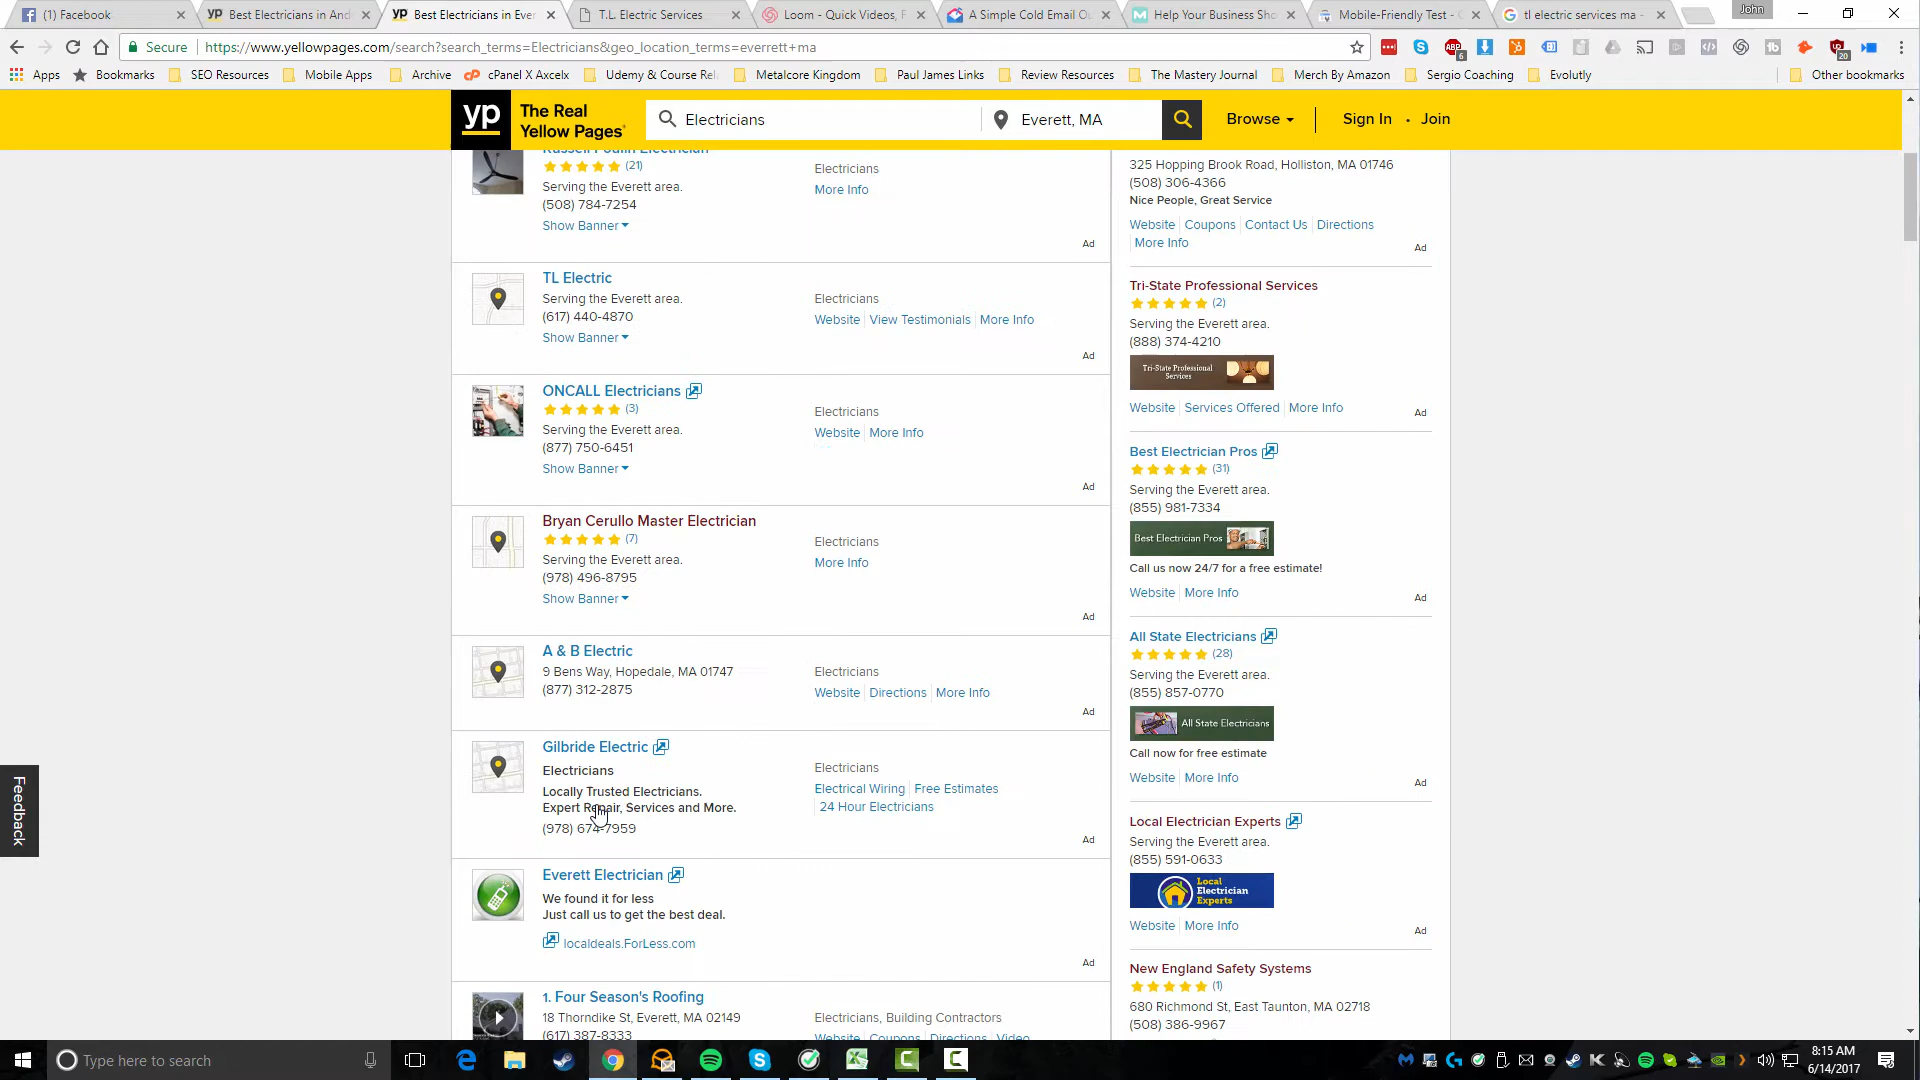 (1) Facebook
Best Electricians in And
Best Electricians in Ever
T.L. Electric Services
Loom - Quick Videos, F
A Simple Cold Email Ou
Help Your Business Sho
Mobile-Friendly Test - G
tl electric services ma -
John
Secure
https://www.yellowpages.com/search?search_terms=Electricians&geo_location_terms=everrett+ma
ABP
6
20
Apps
Bookmarks
SEO Resources
Mobile Apps
Archive
cPanel X Axcelx
Udemy & Course Rel
Metalcore Kingdom
Paul James Links
Review Resources
The Mastery Journal
Merch By Amazon
Sergio Coaching
Evolutly
Other bookmarks
yp
The Real
Yellow Pages
Electricians
Everett, MA
Browse
Sign In
Join
Russell Poulin Electrician
(21)
Serving the Everett area.
(508) 784-7254
Show Banner
Electricians
More Info
Ad
TL Electric
Serving the Everett area.
(617) 440-4870
Show Banner
Electricians
Website View Testimonials More Info
Ad
ONCALL Electricians
(3)
Serving the Everett area.
(877) 750-6451
Show Banner
Electricians
Website More Info
Ad
Bryan Cerullo Master Electrician
(7)
Serving the Everett area.
(978) 496-8795
Show Banner
Electricians
More Info
Ad
A & B Electric
9 Bens Way, Hopedale, MA 01747
(877) 312-2875
Electricians
Website Directions More Info
Ad
Gilbride Electric
Electricians
Locally Trusted Electricians.
Expert Repair, Services and More.
(978) 674-7959
Electricians
Electrical Wiring Free Estimates
24 Hour Electricians
Ad
Everett Electrician
We found it for less
Just call us to get the best deal.
localdeals.ForLess.com
Ad
1. Four Season's Roofing
18 Thorndike St, Everett, MA 02149
(617) 387-8333
Electricians, Building Contractors
Website Coupons Directions Video
325 Hopping Brook Road, Holliston, MA 01746
(508) 306-4366
Nice People, Great Service
Website Coupons Contact Us Directions
More Info
Ad
Tri-State Professional Services
(2)
Serving the Everett area.
(888) 374-4210
Tri-State Professional
Services
Website Services Offered More Info
Ad
Best Electrician Pros
(31)
Serving the Everett area.
(855) 981-7334
Best Electrician Pros
Call us now 24/7 for a free estimate!
Website More Info
Ad
All State Electricians
(28)
Serving the Everett area.
(855) 857-0770
All State Electricians
Call now for free estimate
Website More Info
Ad
Local Electrician Experts
Serving the Everett area.
(855) 591-0633
Local
Electrician
Experts
Website More Info
Ad
New England Safety Systems
(1)
680 Richmond St, East Taunton, MA 02718
(508) 386-9967
Feedback
Type here to search
8:15 AM
6/14/2017